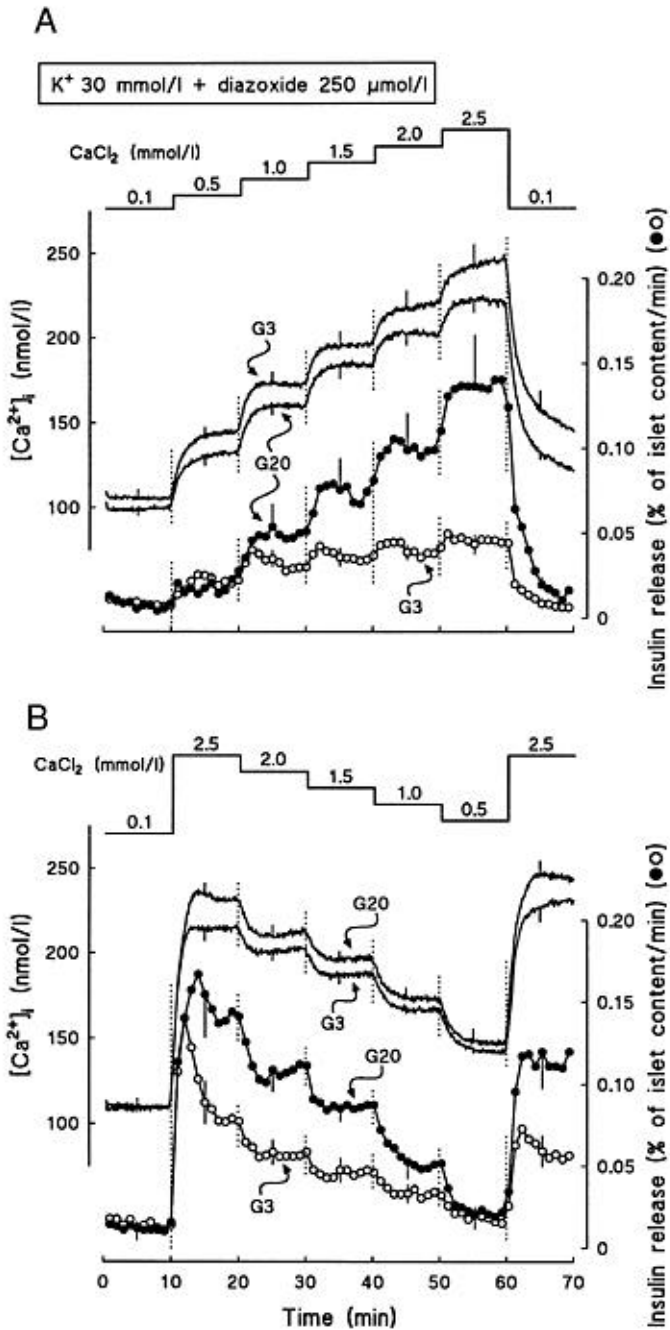 A
K⁺ 30 mmol/l + diazoxide 250 μmol/l
CaCl₂ (mmol/l)
0.1
0.5
1.0
1.5
2.0
2.5
0.1
250
200
150
100
[Ca²⁺]ᵢ (nmol/l)
G3
G20
G3
0.20
0.15
0.10
0.05
0
Insulin release (% of islet content/min) (●○)
B
CaCl₂ (mmol/l)
0.1
2.5
2.0
1.5
1.0
0.5
2.5
250
200
150
100
[Ca²⁺]ᵢ (nmol/l)
G20
G3
G20
G3
0.20
0.15
0.10
0.05
0
Insulin release (% of islet content/min) (●○)
0 10 20 30 40 50 60 70
Time (min)